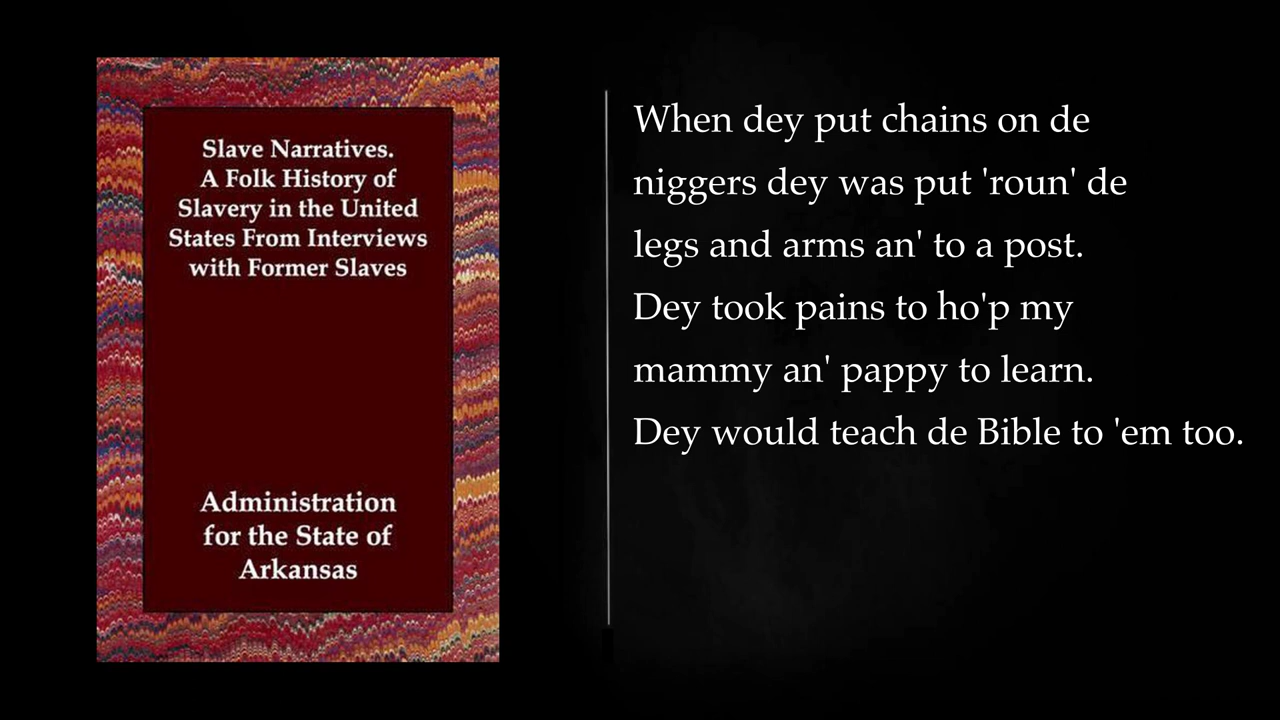 Slave Narratives.
A Folk History of
Slavery in the United
States From Interviews
with Former Slaves
Administration
for the State of
Arkansas
When dey put chains on de
niggers dey was put 'roun' de
legs and arms an' to a post.
Dey took pains to ho'p my
mammy an' pappy to learn.
Dey would teach de Bible to 'em too.